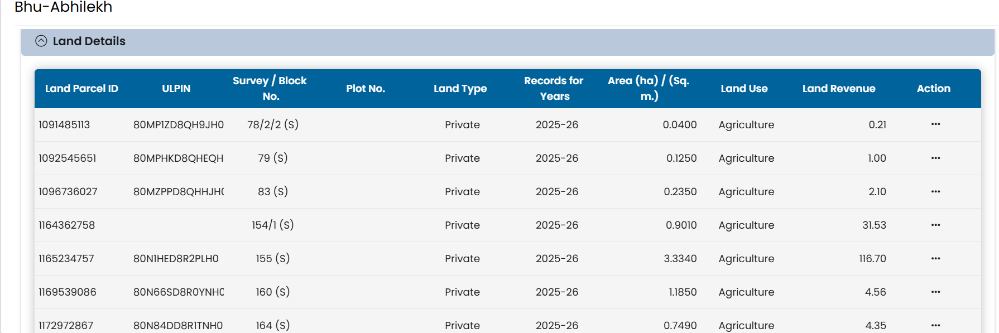 Bhu-Abhilekh
Land Details
Land Parcel ID ULPIN Survey / Block No. Plot No. Land Type Records for Years Area (ha) / (Sq. m.) Land Use Land Revenue Action
1091485113 80MP1ZD8QH9JH0 78/2/2 (S) Private 2025-26 0.0400 Agriculture 0.21 ...
1092545651 80MPHKD8QHEQH 79 (S) Private 2025-26 0.1250 Agriculture 1.00 ...
1096736027 80MZPPD8QHHJH 83 (S) Private 2025-26 0.2350 Agriculture 2.10 ...
1164362758 154/1 (S) Private 2025-26 0.9010 Agriculture 31.53 ...
1165234757 80N1HED8R2PLH0 155 (S) Private 2025-26 3.3340 Agriculture 116.70 ...
1169539086 80N66SD8R0YNH0 160 (S) Private 2025-26 1.1850 Agriculture 4.56 ...
1172972867 80N84DD8R1TNH0 164 (S) Private 2025-26 0.7490 Agriculture 4.35 ...